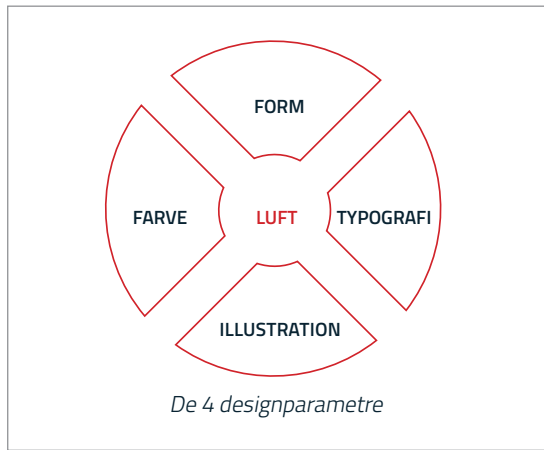 FORM
FARVE
LUFT
TYPOGRAFI
ILLUSTRATION
De 4 designparametre